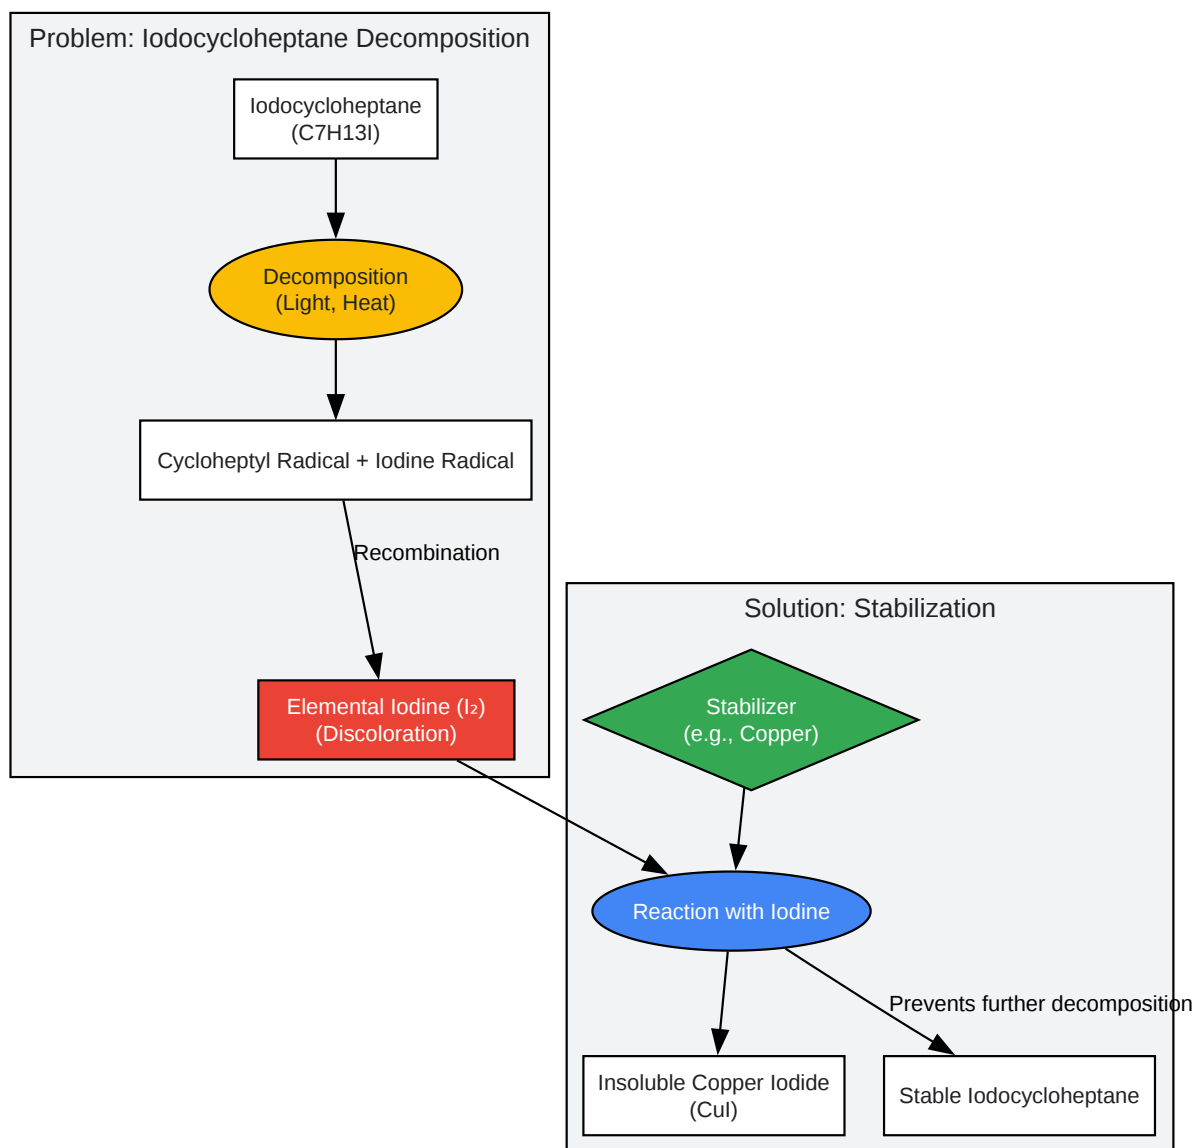 Problem: Iodocycloheptane Decomposition
Iodocycloheptane
(C7H13I)
Decomposition
(Light, Heat)
Cycloheptyl Radical + Iodine Radical
Recombination
Elemental Iodine (I₂)
(Discoloration)
Solution: Stabilization
Stabilizer
(e.g., Copper)
Reaction with Iodine
Prevents further decomposition
Insoluble Copper Iodide
(CuI)
Stable Iodocycloheptane